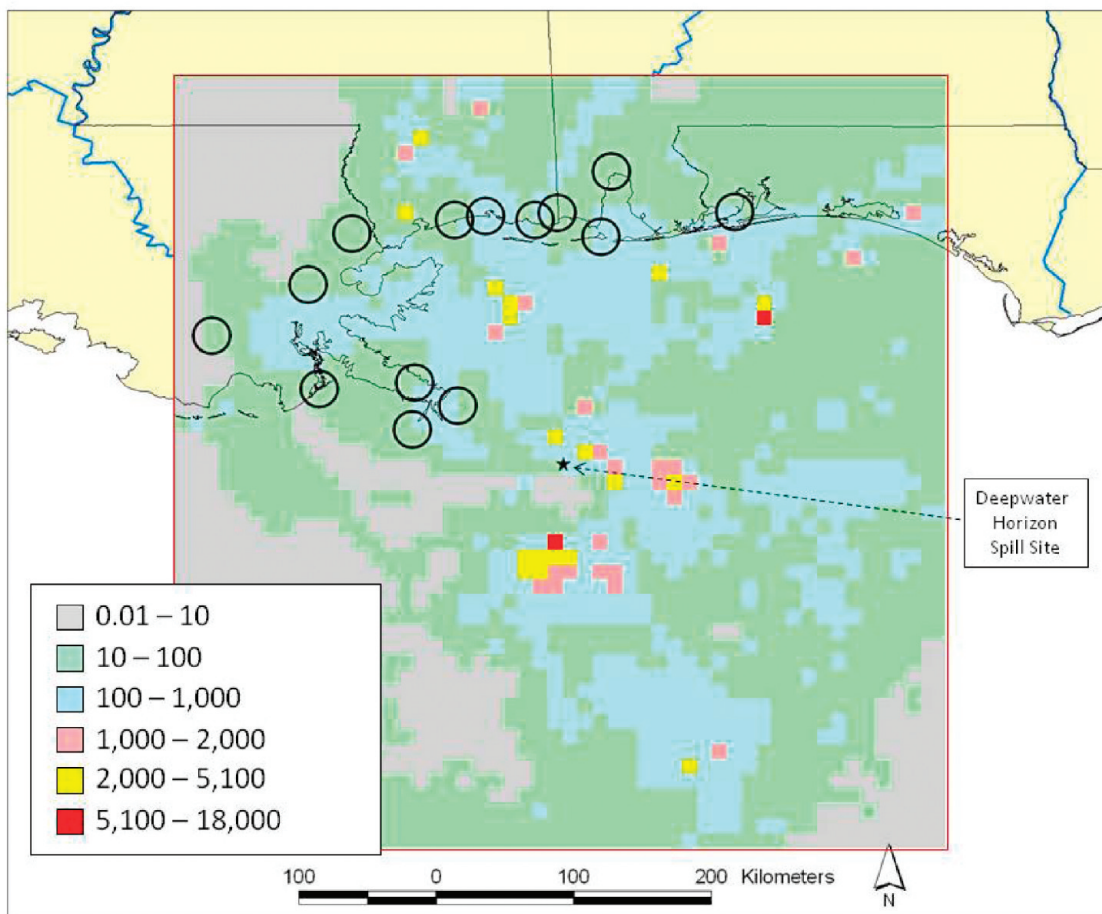 Deepwater
Horizon
Spill Site
0.01 – 10
10 – 100
100 – 1,000
1,000 – 2,000
2,000 – 5,100
5,100 – 18,000
100 0 100 200 Kilometers
N